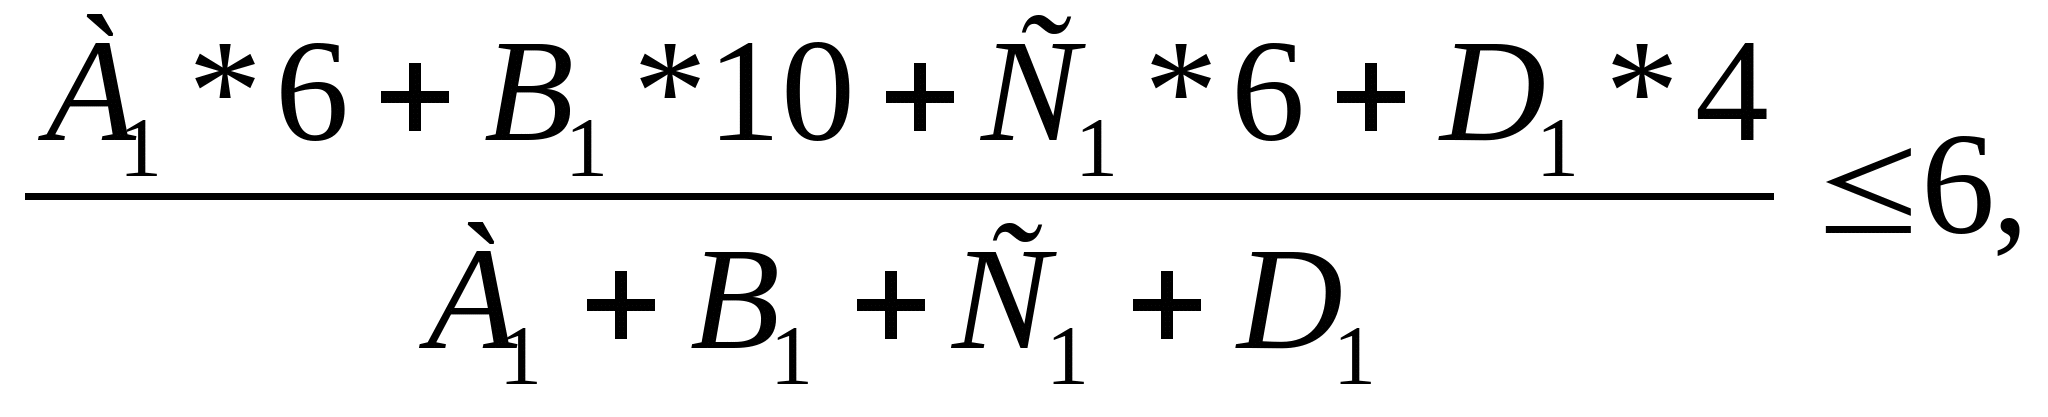 À₁ * 6 + B₁ * 10 + Ñ₁ * 6 + D₁ * 4
À₁ + B₁ + Ñ₁ + D₁ ≤ 6,